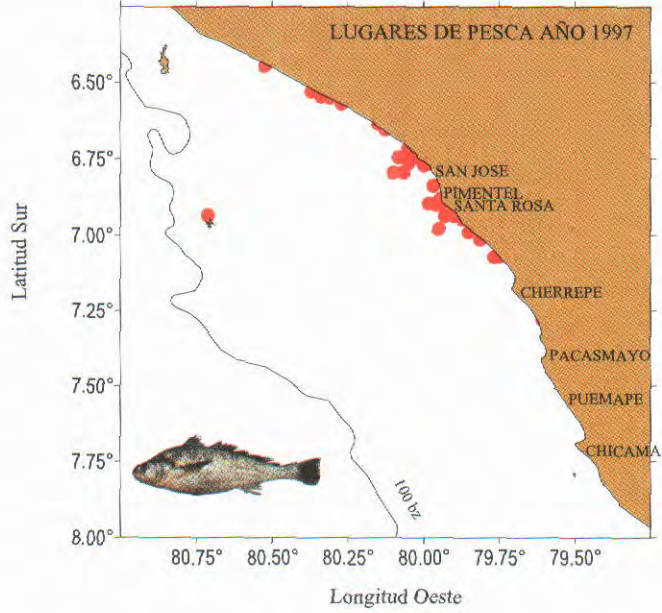 LUGARES DE PESCA AÑO 1997
6.50°
6.75°
7.00°
7.25°
7.50°
7.75°
8.00°
Latitud Sur
SAN JOSE
PIMENTEL
SANTA ROSA
CHERREPE
PACASMAYO
PUEMAPE
CHICAMA
100 bz
80.75°
80.50°
80.25°
80.00°
79.75°
79.50°
Longitud Oeste